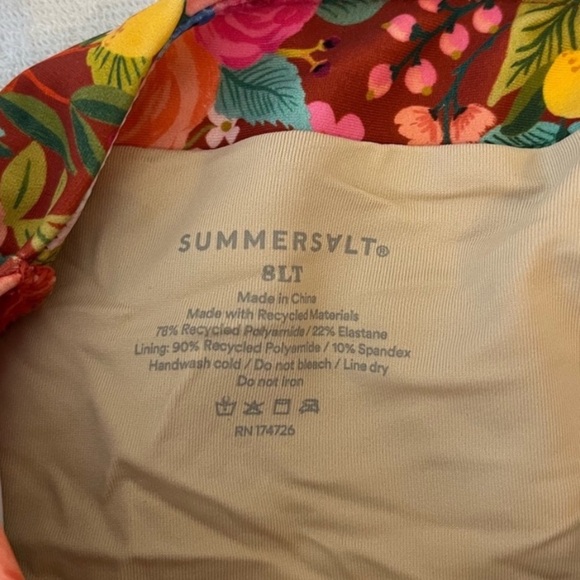 SUMMERSALT®
8LT
Made in China
Made with Recycled Materials
78% Recycled Polyamide / 22% Elastane
Lining: 90% Recycled Polyamide / 10% Spandex
Handwash cold / Do not bleach / Line dry
Do not Iron
RN 174726